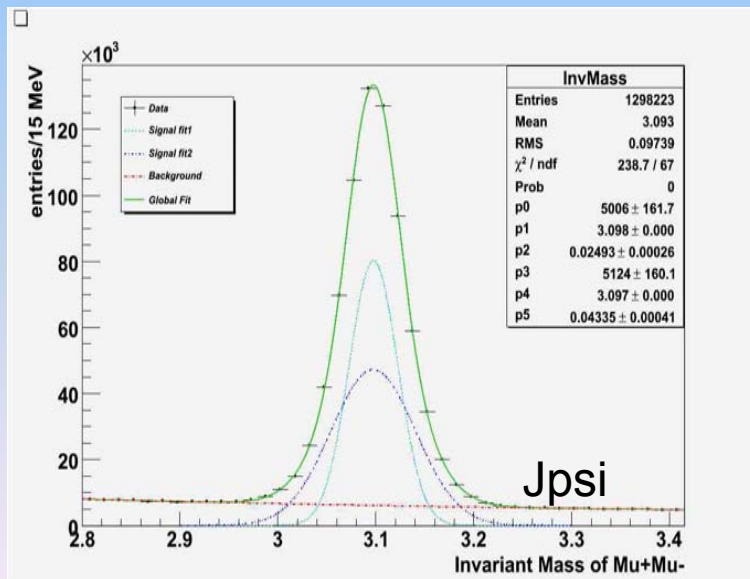 ×10³
entries/15 MeV
120
100
80
60
40
20
0
Data
Signal fit1
Signal fit2
Background
Global Fit
InvMass
Entries 1298223
Mean 3.093
RMS 0.09739
χ² / ndf 238.7 / 67
Prob 0
p0 5006 ± 161.7
p1 3.098 ± 0.000
p2 0.02493 ± 0.00026
p3 5124 ± 160.1
p4 3.097 ± 0.000
p5 0.04335 ± 0.00041
Jpsi
2.8 2.9 3 3.1 3.2 3.3 3.4
Invariant Mass of Mu+Mu-